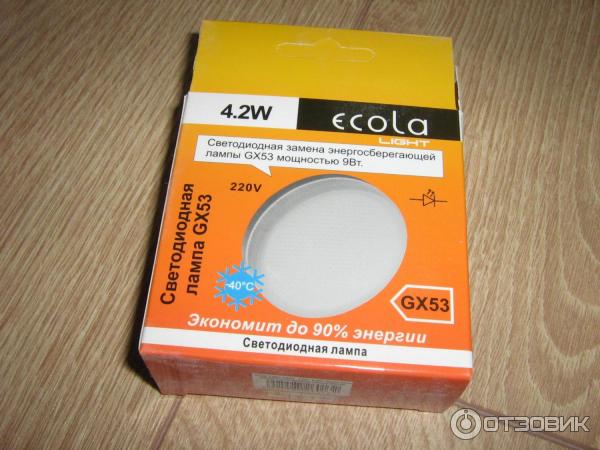 4.2W
ecola
LIGHT
Светодиодная замена энергосберегающей
лампы GX53 мощностью 9Вт.
220V
Светодиодная
лампа GX53
-40°C
GX53
Экономит до 90% энергии
Светодиодная лампа
ОТЗОВИК